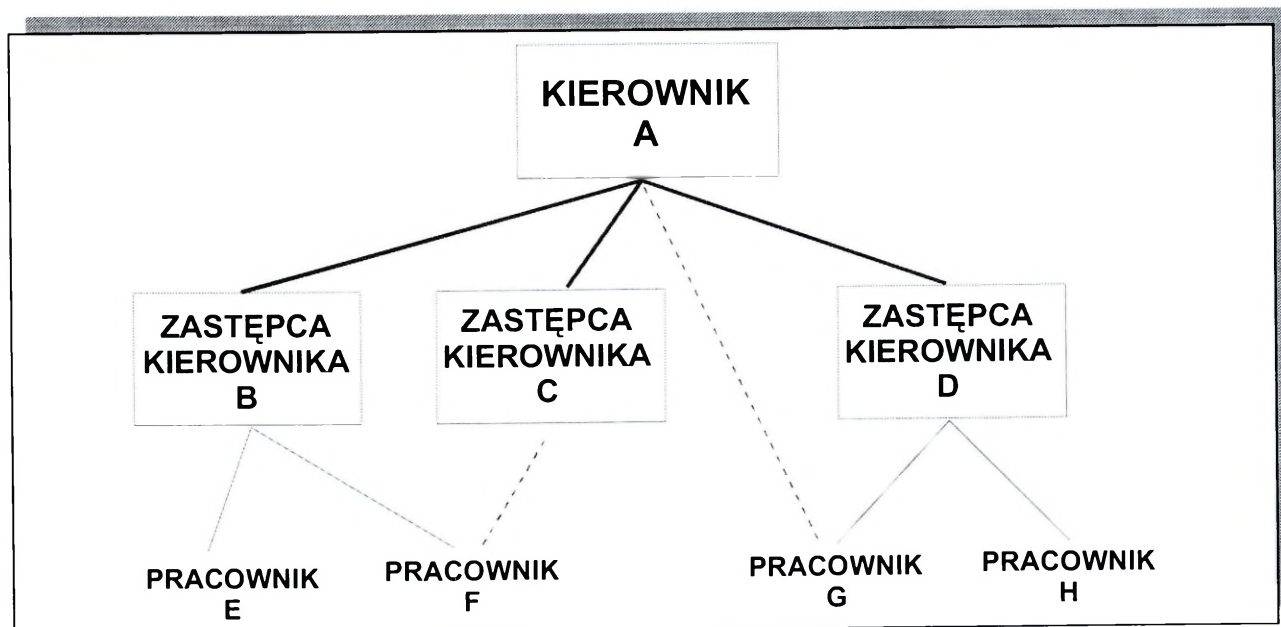 KIEROWNIK
A
ZASTĘPCA
KIEROWNIKA
B
ZASTĘPCA
KIEROWNIKA
C
ZASTĘPCA
KIEROWNIKA
D
PRACOWNIK
E
PRACOWNIK
F
PRACOWNIK
G
PRACOWNIK
H